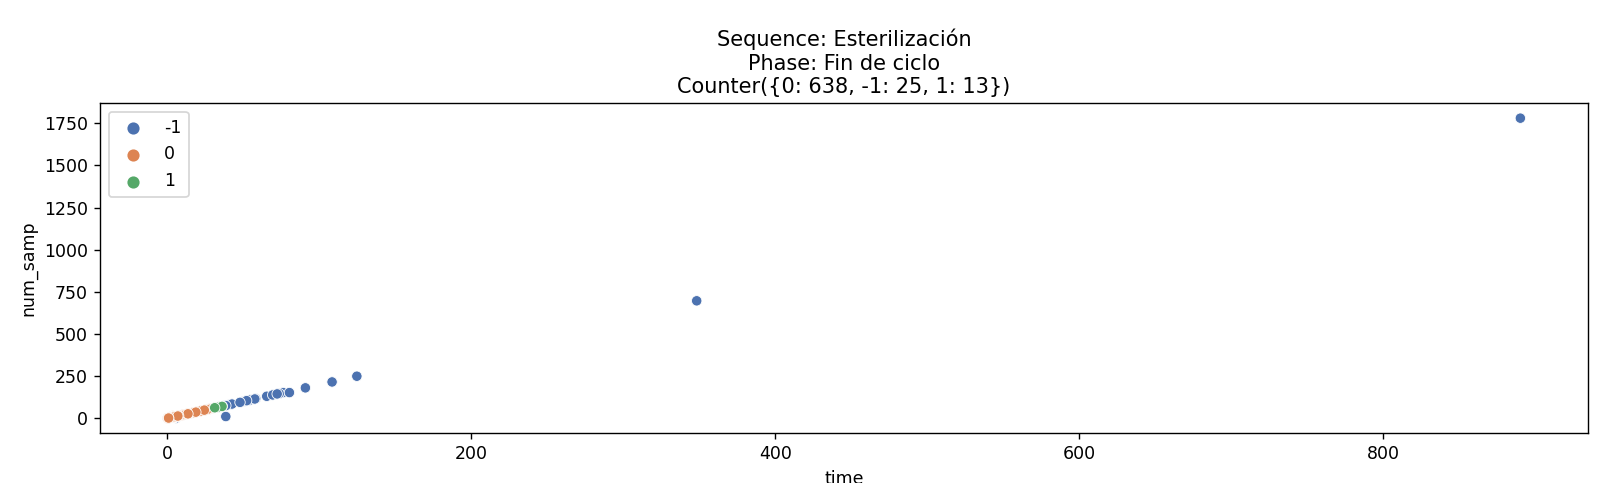 Sequence: Esterilización
Phase: Fin de ciclo
Counter({0: 638, -1: 25, 1: 13})
-1
0
1
1750
1500
1250
1000
750
500
250
0
num_samp
0 200 400 600 800
time